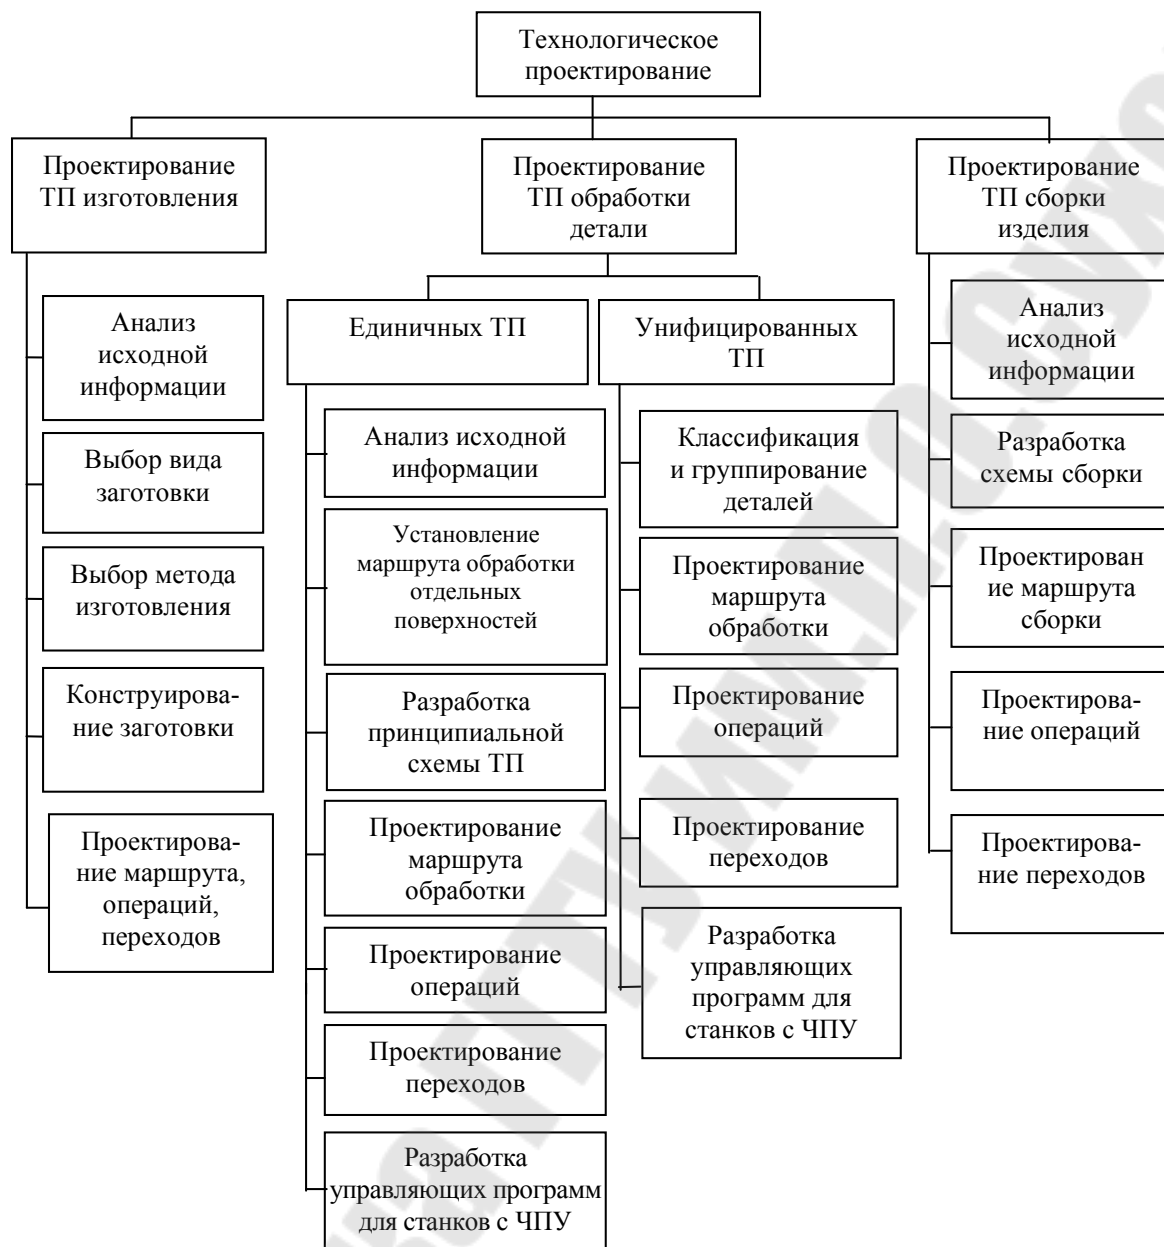 Технологическое
проектирование
Проектирование
ТП изготовления
Проектирование
ТП обработки
детали
Проектирование
ТП сборки
изделия
Анализ
исходной
информации
Выбор вида
заготовки
Выбор метода
изготовления
Конструирова-
ние заготовки
Проектирова-
ние маршрута,
операций,
переходов
Единичных ТП
Анализ исходной
информации
Установление
маршрута обработки
отдельных
поверхностей
Разработка
принципиальной
схемы ТП
Проектирование
маршрута
обработки
Проектирование
операций
Проектирование
переходов
Разработка
управляющих программ
для станков с ЧПУ
Унифицированных
ТП
Классификация
и группирование
деталей
Проектирование
маршрута
обработки
Проектирование
операций
Проектирование
переходов
Разработка
управляющих
программ для
станков с ЧПУ
Анализ
исходной
информации
Разработка
схемы сборки
Проектирован
ие маршрута
сборки
Проектирова-
ние операций
Проектирова-
ние переходов
ГГТУ им. П.О.